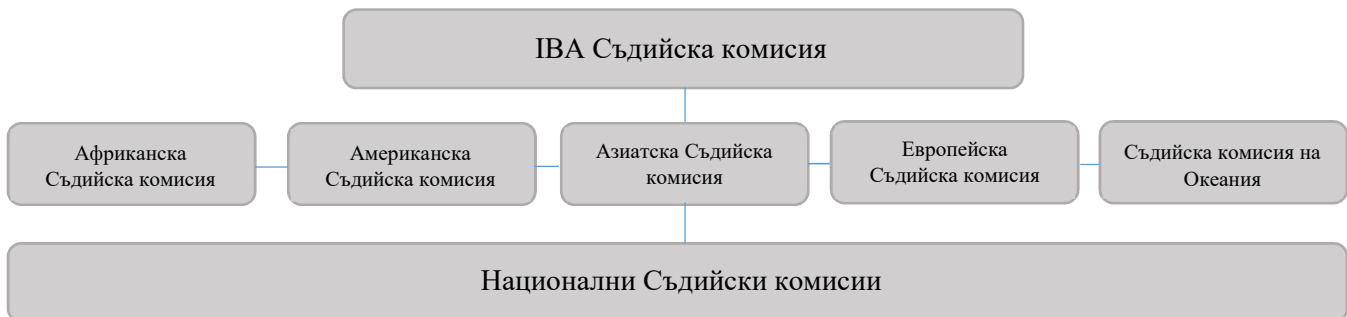 IBA Съдийска комисия
Африканска
Съдийска комисия
Американска
Съдийска комисия
Азиатска Съдийска
комисия
Европейска
Съдийска комисия
Съдийска комисия на
Океания
Национални Съдийски комисии